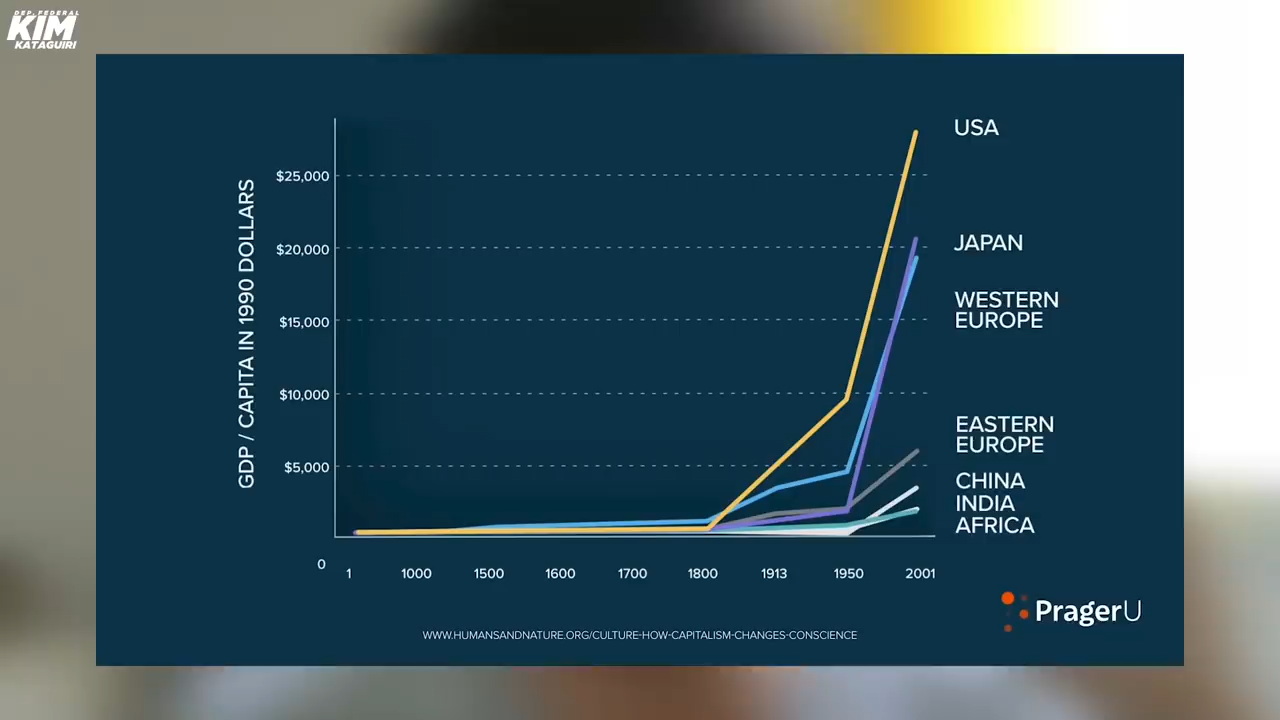 DEP. FEDERAL
KIM
KATAGUIRI
GDP / CAPITA IN 1990 DOLLARS
$25,000
$20,000
$15,000
$10,000
$5,000
0
1 1000 1500 1600 1700 1800 1913 1950 2001
USA
JAPAN
WESTERN
EUROPE
EASTERN
EUROPE
CHINA
INDIA
AFRICA
PragerU
WWW.HUMANSANDNATURE.ORG/CULTURE-HOW-CAPITALISM-CHANGES-CONSCIENCE